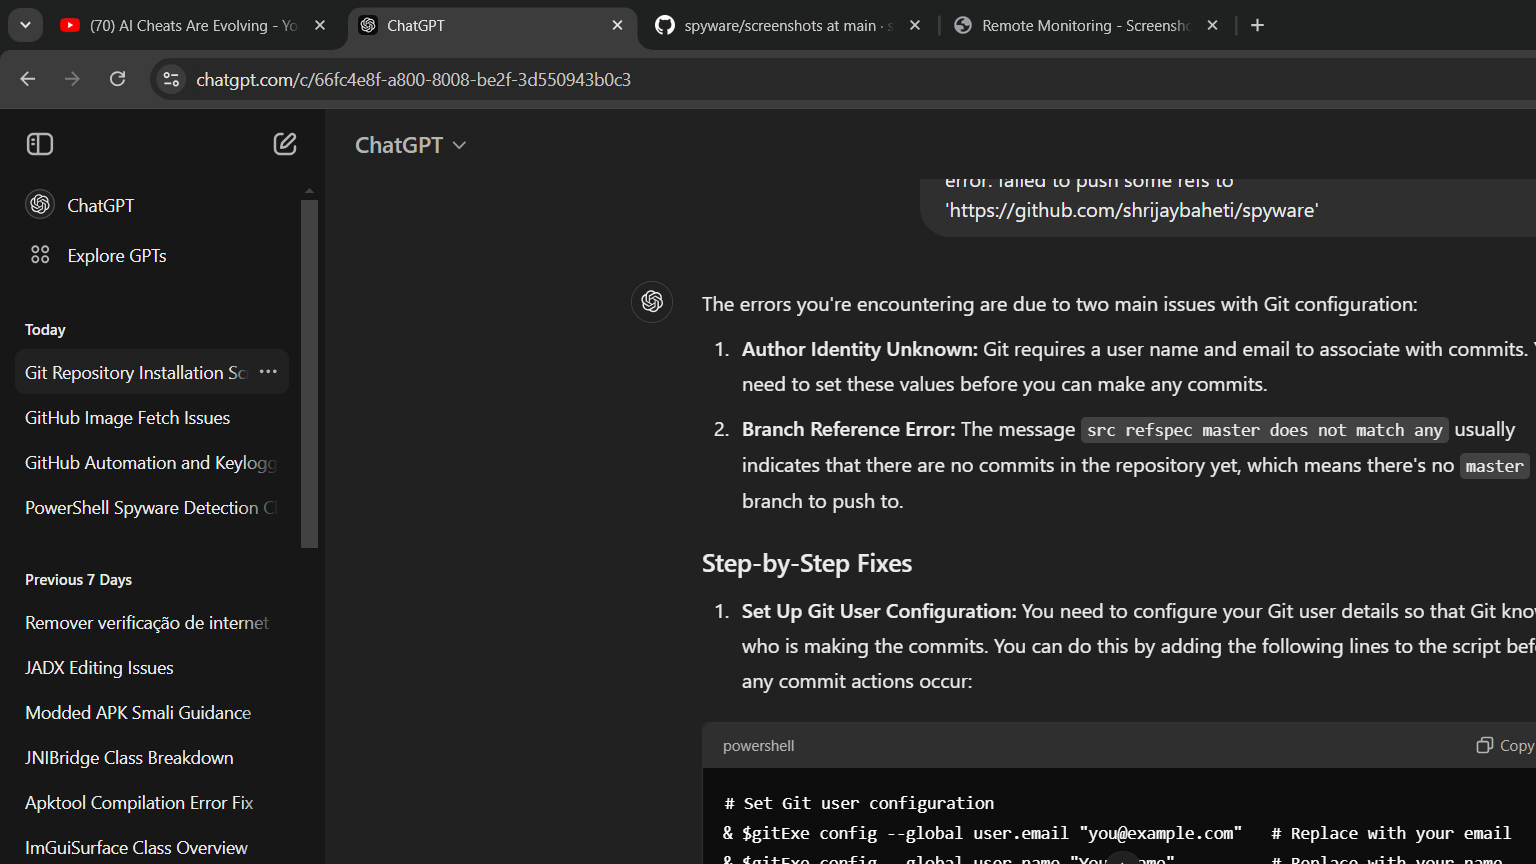 (70) AI Cheats Are Evolving - Yo
ChatGPT
spyware/screenshots at main · s
Remote Monitoring - Screensho
chatgpt.com/c/66fc4e8f-a800-8008-be2f-3d550943b0c3
ChatGPT
Explore GPTs
Today
Git Repository Installation Scr
GitHub Image Fetch Issues
GitHub Automation and Keylogg
PowerShell Spyware Detection C
Previous 7 Days
Remover verificação de internet
JADX Editing Issues
Modded APK Smali Guidance
JNIBridge Class Breakdown
Apktool Compilation Error Fix
ImGuiSurface Class Overview
ChatGPT
error: failed to push some refs to
'https://github.com/shrijaybaheti/spyware'
The errors you're encountering are due to two main issues with Git configuration:
1. Author Identity Unknown: Git requires a user name and email to associate with commits. Y
need to set these values before you can make any commits.
2. Branch Reference Error: The message src refspec master does not match any usually
indicates that there are no commits in the repository yet, which means there's no master
branch to push to.
Step-by-Step Fixes
1. Set Up Git User Configuration: You need to configure your Git user details so that Git kno
who is making the commits. You can do this by adding the following lines to the script bef
any commit actions occur:
powershell
Copy
# Set Git user configuration
& $gitExe config --global user.email "you@example.com" # Replace with your email
& $gitExe config --global user.name # Replace with your name